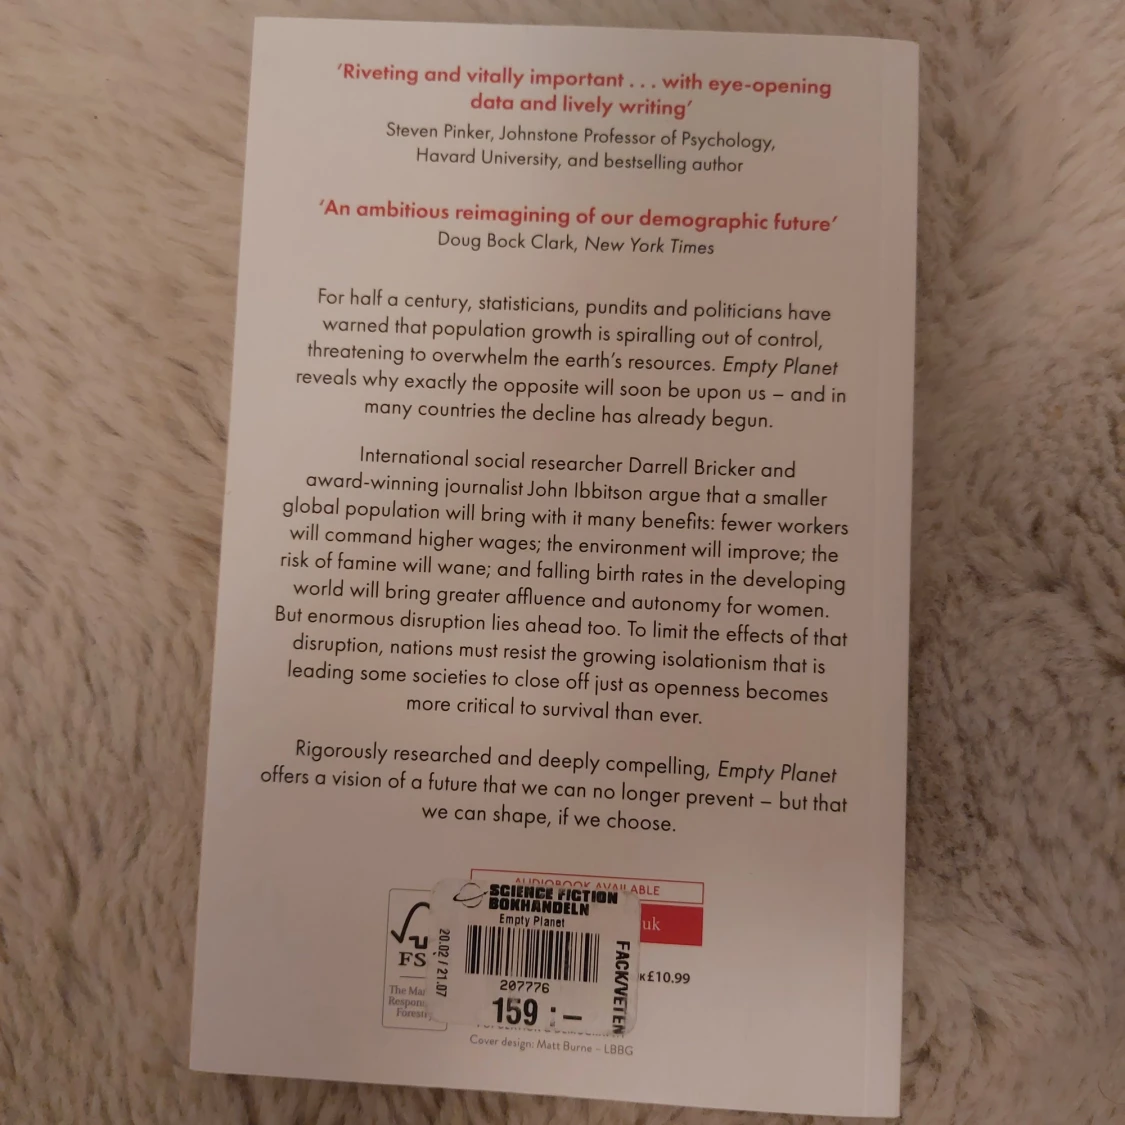 'Riveting and vitally important . . . with eye-opening
data and lively writing'
Steven Pinker, Johnstone Professor of Psychology,
Havard University, and bestselling author
'An ambitious reimagining of our demographic future'
Doug Bock Clark, New York Times
For half a century, statisticians, pundits and politicians have
warned that population growth is spiralling out of control,
threatening to overwhelm the earth's resources. Empty Planet
reveals why exactly the opposite will soon be upon us – and in
many countries the decline has already begun.
International social researcher Darrell Bricker and
award-winning journalist John Ibbitson argue that a smaller
global population will bring with it many benefits: fewer workers
will command higher wages; the environment will improve; the
risk of famine will wane; and falling birth rates in the developing
world will bring greater affluence and autonomy for women.
But enormous disruption lies ahead too. To limit the effects of that
disruption, nations must resist the growing isolationism that is
leading some societies to close off just as openness becomes
more critical to survival than ever.
Rigorously researched and deeply compelling, Empty Planet
offers a vision of a future that we can no longer prevent – but that
we can shape, if we choose.
AUDIOBOOK AVAILABLE
SCIENCE FICTION
BOKHANDELN
Empty Planet
uk
20.02 / 21.07
FACK/VETEN
FS
£10.99
207776
159 :–
The Mar
Respons
Forestr
Cover design: Matt Burne – LBBG